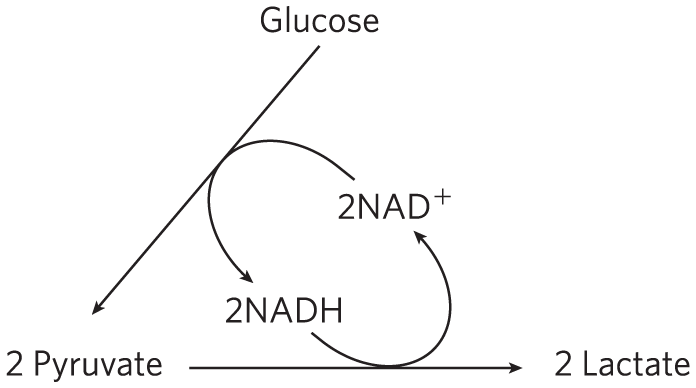 Glucose
2NAD⁺
2NADH
2 Pyruvate
2 Lactate